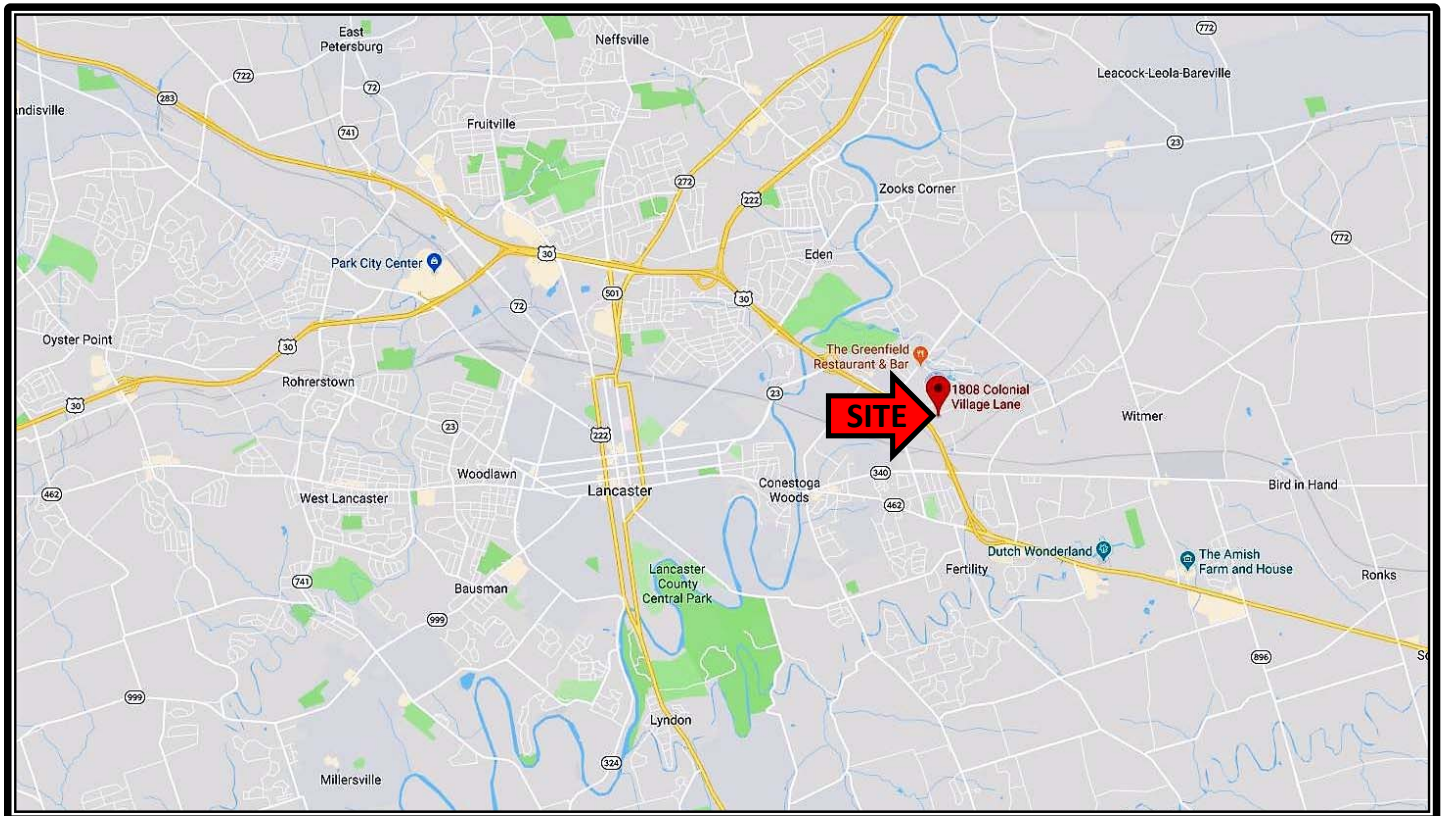 East
Petersburg
Neffsville
772
Leacock-Leola-Bareville
722
72
283
ndisville
741
Fruitville
23
272
Zooks Corner
222
772
Eden
Park City Center
30
501
72
30
Oyster Point
30
The Greenfield
Restaurant & Bar
Rohrerstown
1808 Colonial
Village Lane
23
30
SITE
Witmer
23
222
Woodlawn
340
462
West Lancaster
Lancaster
Conestoga
Woods
Bird in Hand
462
Dutch Wonderland
The Amish
Farm and House
Fertility
Ronks
741
Bausman
Lancaster
County
Central Park
999
896
So
999
Lyndon
324
Millersville